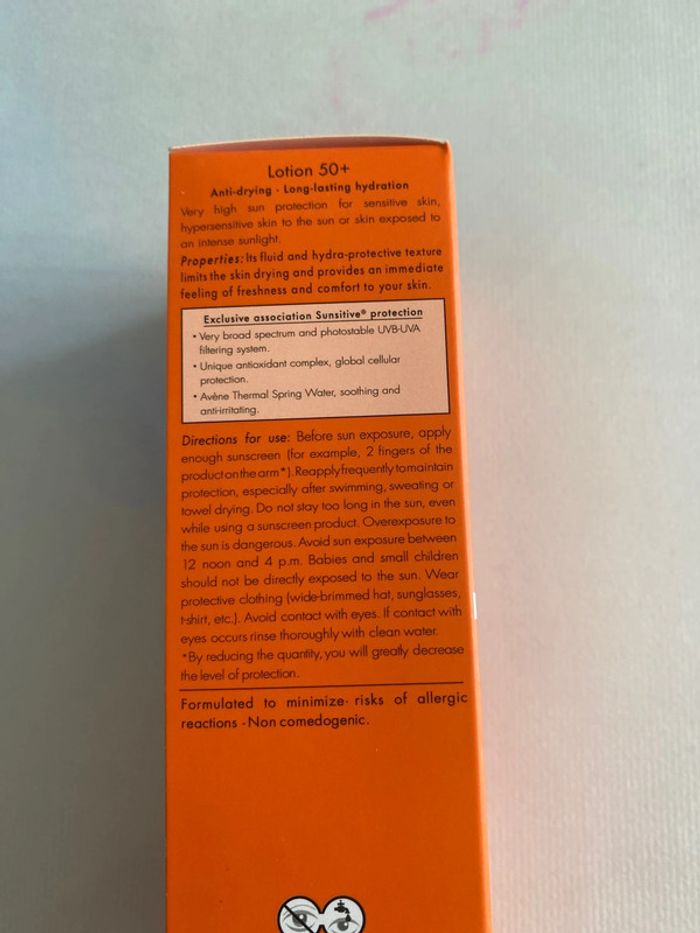 Lotion 50+
Anti-drying - Long-lasting hydration
Very high sun protection for sensitive skin,
hypersensitive skin to the sun or skin exposed to
an intense sunlight.
Properties: Its fluid and hydra-protective texture
limits the skin drying and provides an immediate
feeling of freshness and comfort to your skin.
Exclusive association Sunsitive® protection
• Very broad spectrum and photostable UVB-UVA
filtering system.
• Unique antioxidant complex, global cellular
protection.
• Avène Thermal Spring Water, soothing and
anti-irritating.
Directions for use: Before sun exposure, apply
enough sunscreen (for example, 2 fingers of the
product on the arm*). Reapply frequently to maintain
protection, especially after swimming, sweating or
towel drying. Do not stay too long in the sun, even
while using a sunscreen product. Overexposure to
the sun is dangerous. Avoid sun exposure between
12 noon and 4 p.m. Babies and small children
should not be directly exposed to the sun. Wear
protective clothing (wide-brimmed hat, sunglasses,
t-shirt, etc.). Avoid contact with eyes. If contact with
eyes occurs rinse thoroughly with clean water.
*By reducing the quantity, you will greatly decrease
the level of protection.
Formulated to minimize risks of allergic
reactions - Non comedogenic.